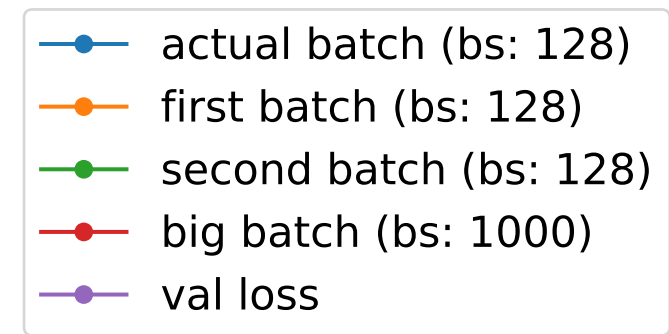 actual batch (bs: 128)
first batch (bs: 128)
second batch (bs: 128)
big batch (bs: 1000)
val loss